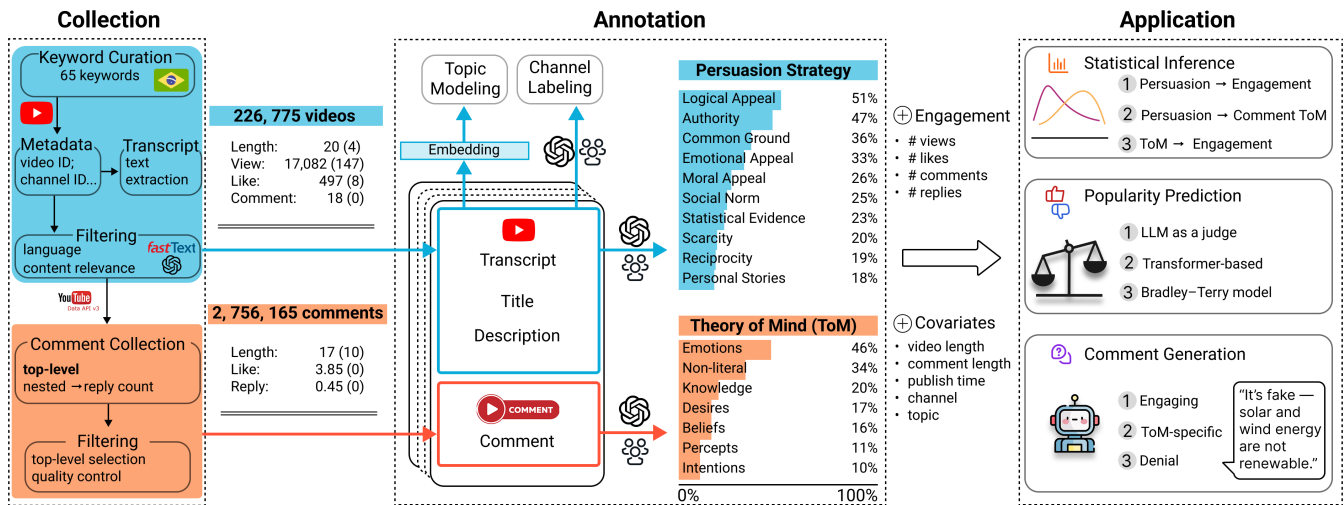 Collection
Keyword Curation
65 keywords
Metadata
video ID;
channel ID...
Transcript
text
extraction
Filtering
language
content relevance
fastText
YouTube
Data API v3
Comment Collection
top-level
nested → reply count
Filtering
top-level selection
quality control
226, 775 videos
Length: 20 (4)
View: 17,082 (147)
Like: 497 (8)
Comment: 18 (0)
2, 756, 165 comments
Length: 17 (10)
Like: 3.85 (0)
Reply: 0.45 (0)
Annotation
Topic
Modeling
Channel
Labeling
Embedding
Transcript
Title
Description
COMMENT
Comment
Persuasion Strategy
Logical Appeal 51%
Authority 47%
Common Ground 36%
Emotional Appeal 33%
Moral Appeal 26%
Social Norm 25%
Statistical Evidence 23%
Scarcity 20%
Reciprocity 19%
Personal Stories 18%
Theory of Mind (ToM)
Emotions 46%
Non-literal 34%
Knowledge 20%
Desires 17%
Beliefs 16%
Percepts 11%
Intentions 10%
0% 100%
Engagement
• # views
• # likes
• # comments
• # replies
Covariates
• video length
• comment length
• publish time
• channel
• topic
Application
Statistical Inference
1 Persuasion → Engagement
2 Persuasion → Comment ToM
3 ToM → Engagement
Popularity Prediction
1 LLM as a judge
2 Transformer-based
3 Bradley–Terry model
Comment Generation
1 Engaging
2 ToM-specific
3 Denial
“It’s fake —
solar and
wind energy
are not
renewable.”